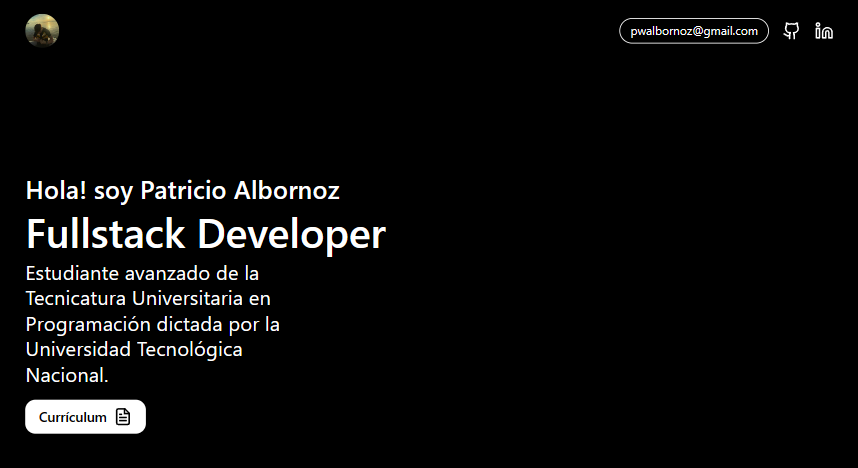 pwalbornoz@gmail.com
Hola! soy Patricio Albornoz
Fullstack Developer
Estudiante avanzado de la
Tecnicatura Universitaria en
Programación dictada por la
Universidad Tecnológica
Nacional.
Currículum